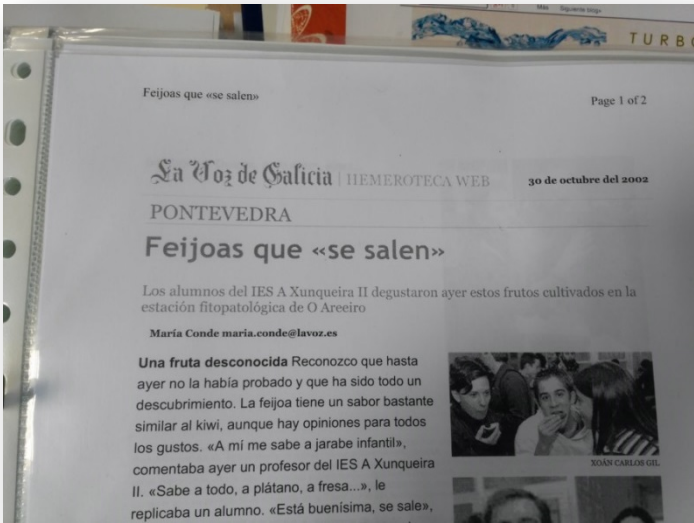 Mas Siguiente blog»
TURBO
Feijoas que «se salen»
Page 1 of 2
La Voz de Galicia | HEMEROTECA WEB
30 de octubre del 2002
PONTEVEDRA
Feijoas que «se salen»
Los alumnos del IES A Xunqueira II degustaron ayer estos frutos cultivados en la
estación fitopatológica de O Areeiro
María Conde maria.conde@lavoz.es
Una fruta desconocida Reconozco que hasta
ayer no la había probado y que ha sido todo un
descubrimiento. La feijoa tiene un sabor bastante
similar al kiwi, aunque hay opiniones para todos
los gustos. «A mí me sabe a jarabe infantil»,
comentaba ayer un profesor del IES A Xunqueira
II. «Sabe a todo, a plátano, a fresa...», le
replicaba un alumno. «Está buenísima, se sale»,
XOÁN CARLOS GIL